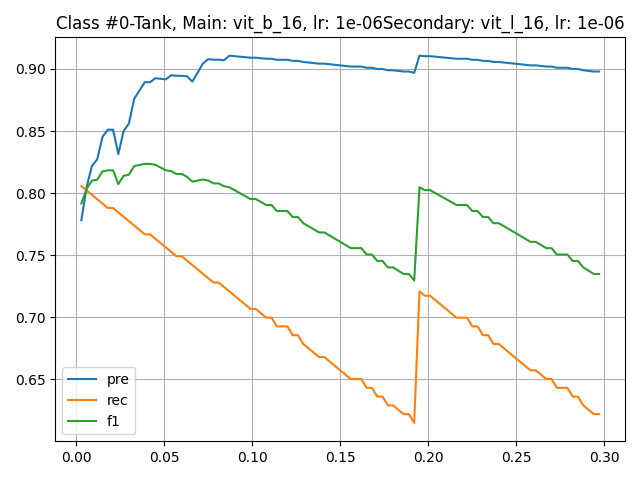 Class #0-Tank, Main: vit_b_16, lr: 1e-06Secondary: vit_l_16, lr: 1e-06
0.90
0.85
0.80
0.75
0.70
0.65
pre
rec
f1
0.00 0.05 0.10 0.15 0.20 0.25 0.30